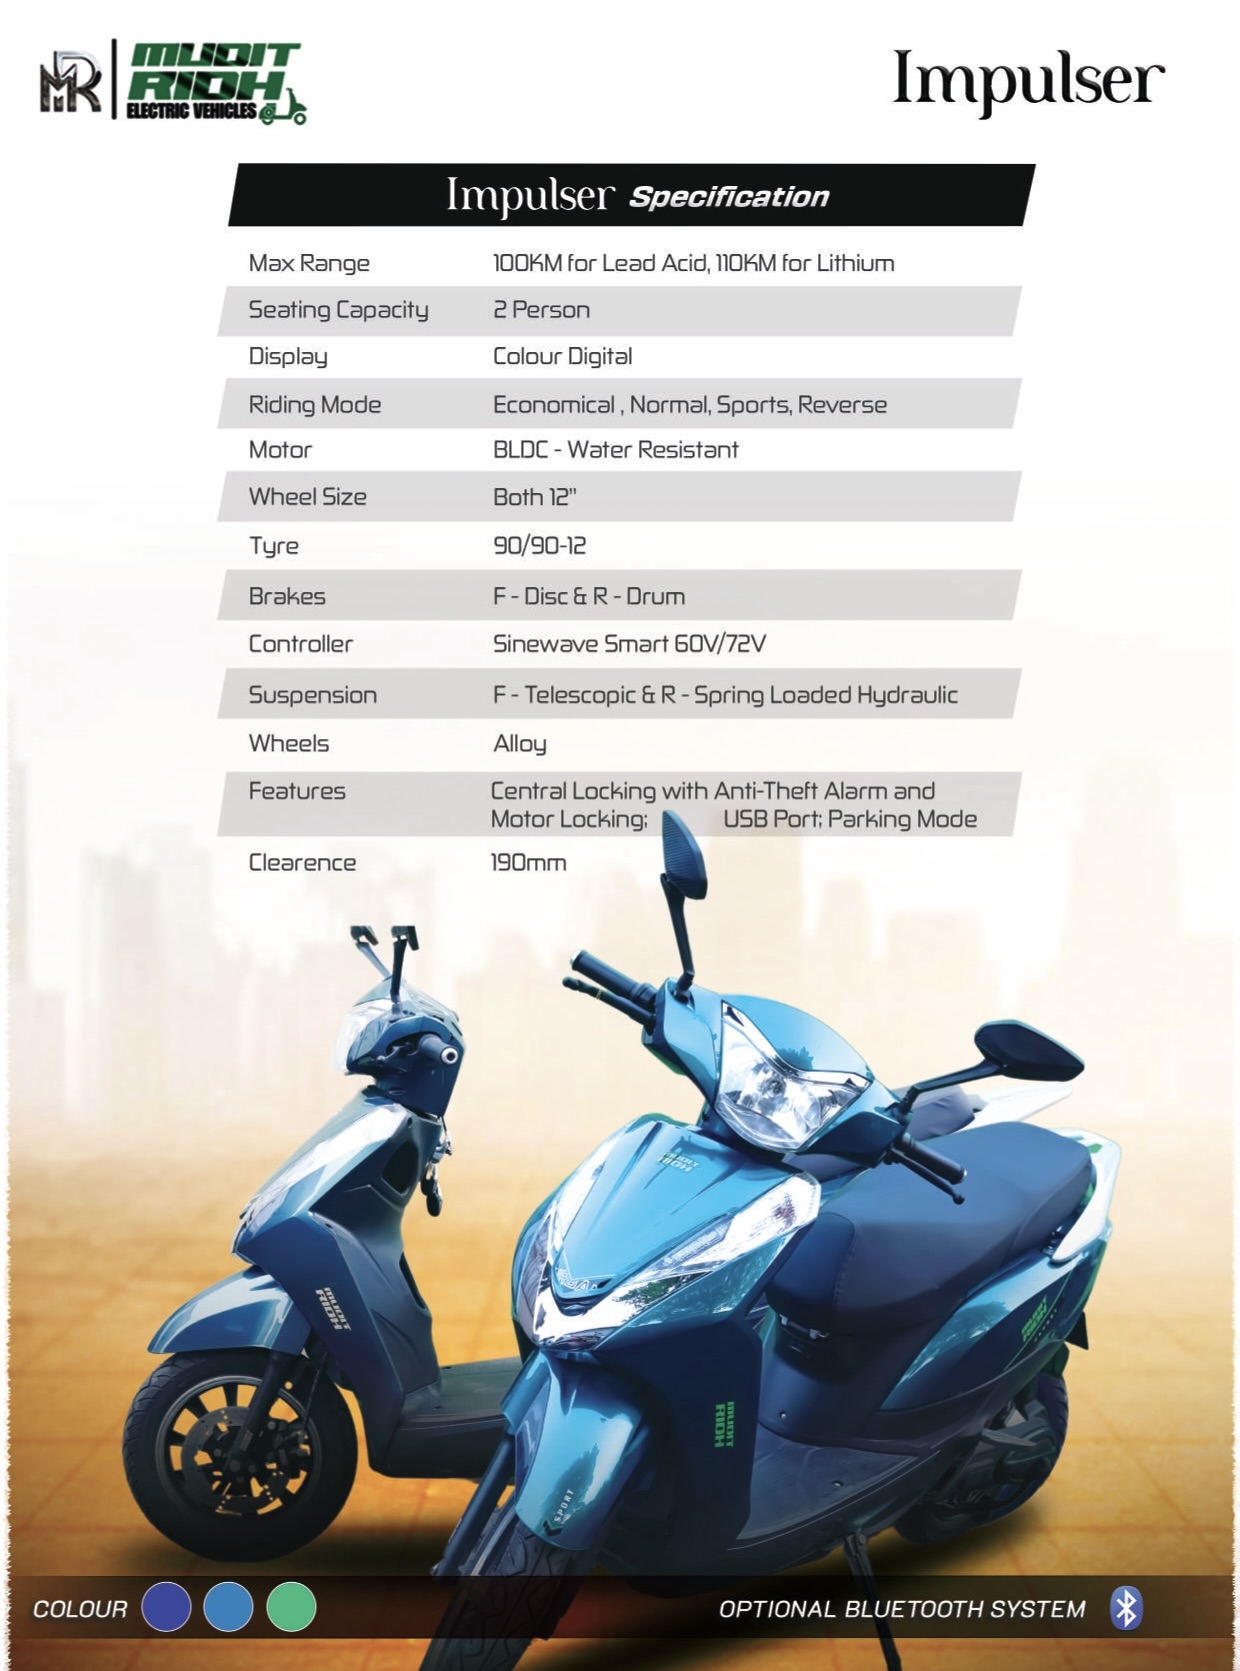 MR
MUDIT
RIDH
ELECTRIC VEHICLES
Impulser
Impulser Specification
Max Range 100KM for Lead Acid, 110KM for Lithium
Seating Capacity 2 Person
Display Colour Digital
Riding Mode Economical , Normal, Sports, Reverse
Motor BLDC - Water Resistant
Wheel Size Both 12”
Tyre 90/90-12
Brakes F - Disc & R - Drum
Controller Sinewave Smart 60V/72V
Suspension F - Telescopic & R - Spring Loaded Hydraulic
Wheels Alloy
Features Central Locking with Anti-Theft Alarm and
Motor Locking; USB Port; Parking Mode
Clearence 190mm
MUDIT
RIDH
MUDIT
RIDH
MUDIT
RIDH
MUDIT
RIDH
SPORT
COLOUR
OPTIONAL BLUETOOTH SYSTEM